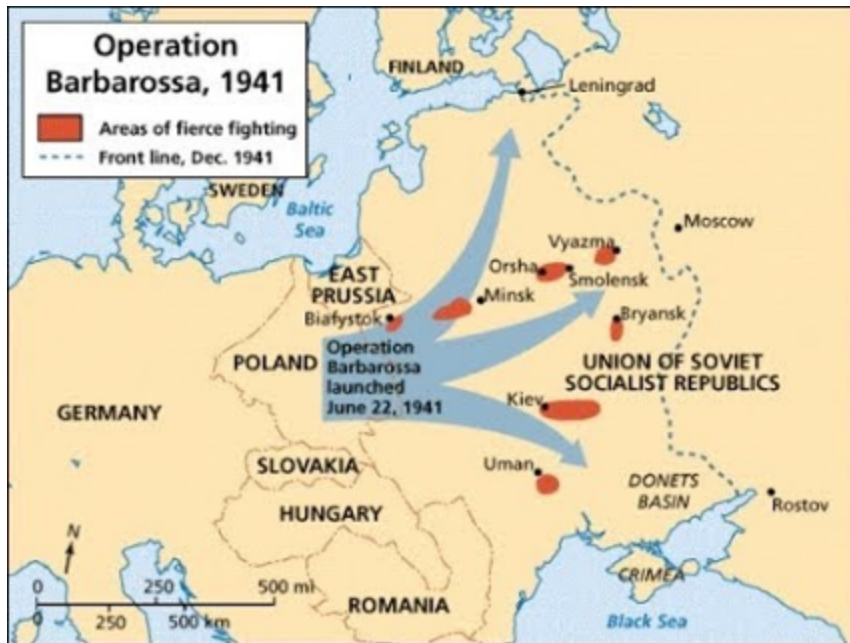 Operation
Barbarossa, 1941
Areas of fierce fighting
Front line, Dec. 1941
FINLAND
Leningrad
SWEDEN
Baltic
Sea
Moscow
Vyazma
Orsha
Smolensk
EAST
PRUSSIA
Minsk
Białystok
Bryansk
POLAND
Operation
Barbarossa
launched
June 22, 1941
UNION OF SOVIET
SOCIALIST REPUBLICS
GERMANY
Kiev
SLOVAKIA
Uman
DONETS
BASIN
Rostov
HUNGARY
N
CRIMEA
ROMANIA
Black Sea
0 250 500 mi
0 250 500 km